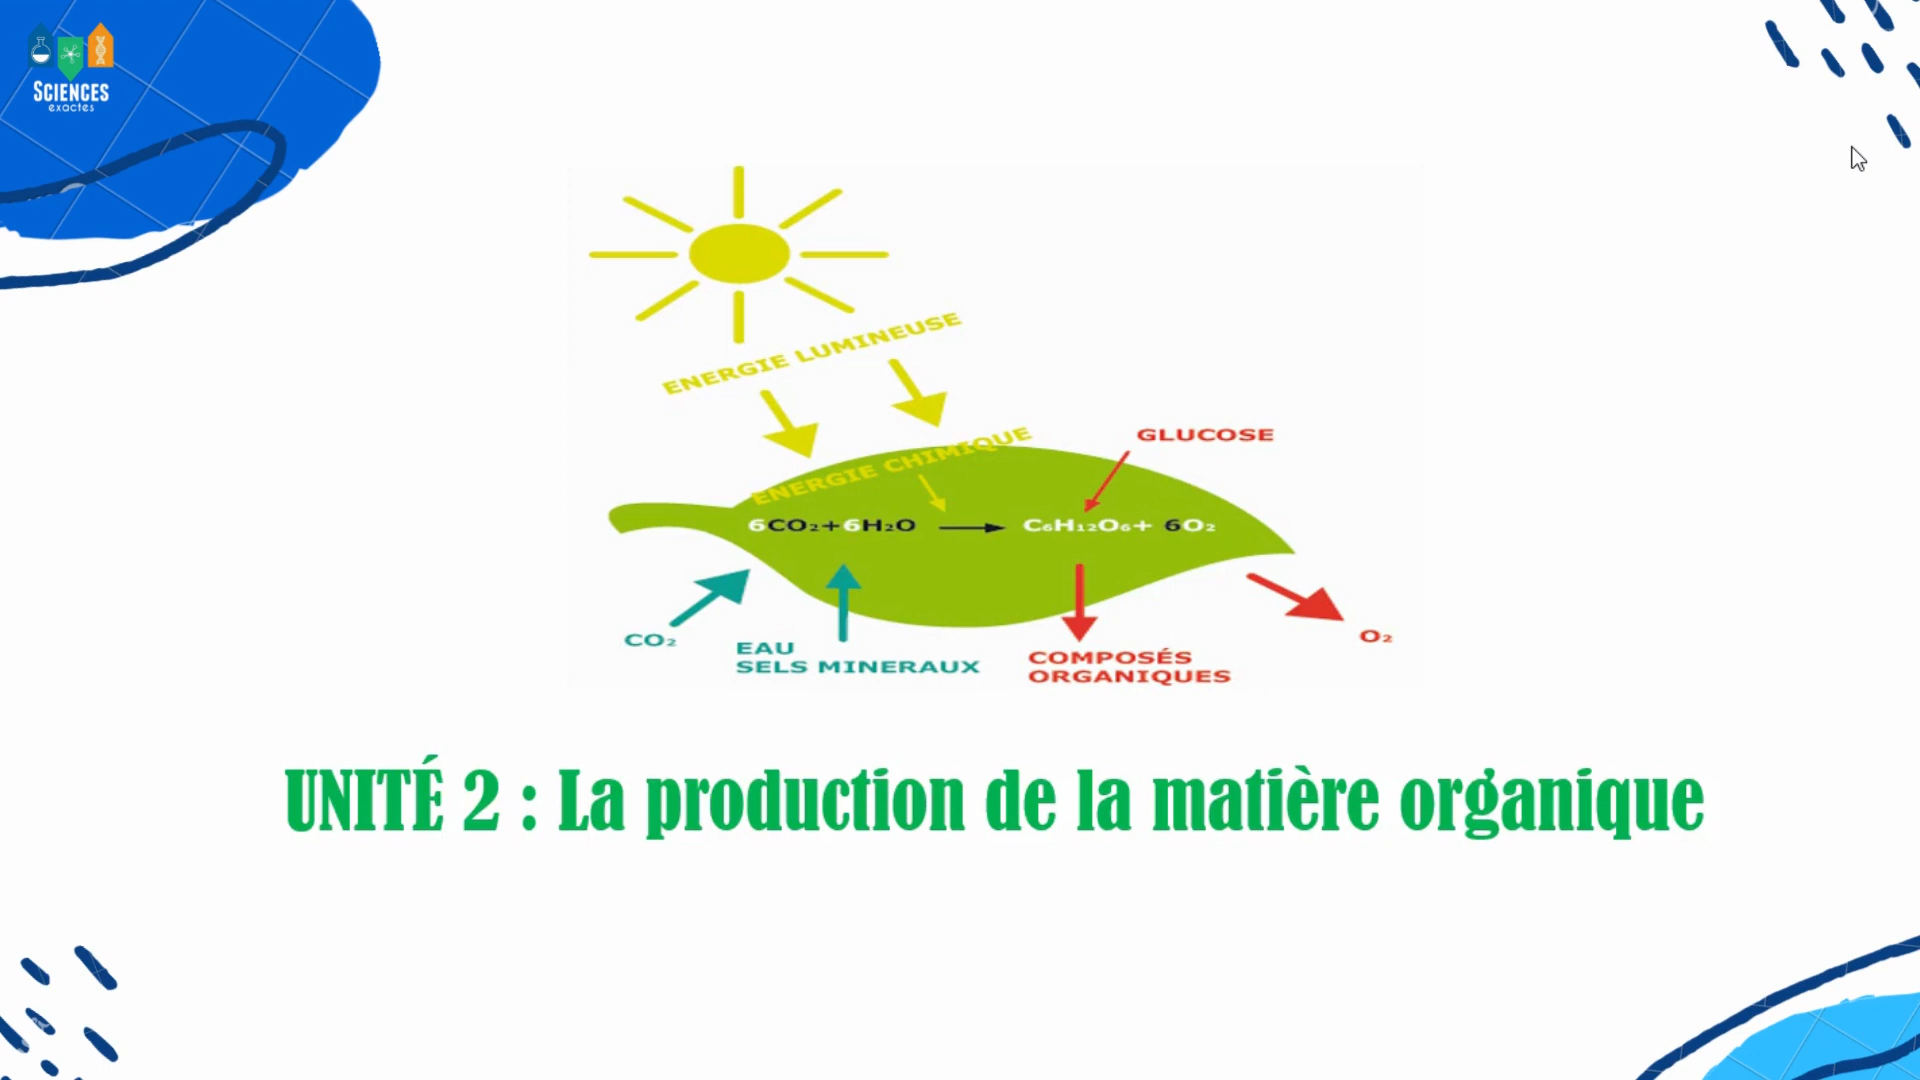 SCIENCES
exactes
ENERGIE LUMINEUSE
ENERGIE CHIMIQUE
GLUCOSE
6CO₂+6H₂O → C₆H₁₂O₆+ 6O₂
CO₂
EAU
SELS MINERAUX
COMPOSÉS
ORGANIQUES
O₂
UNITÉ 2 : La production de la matière organique